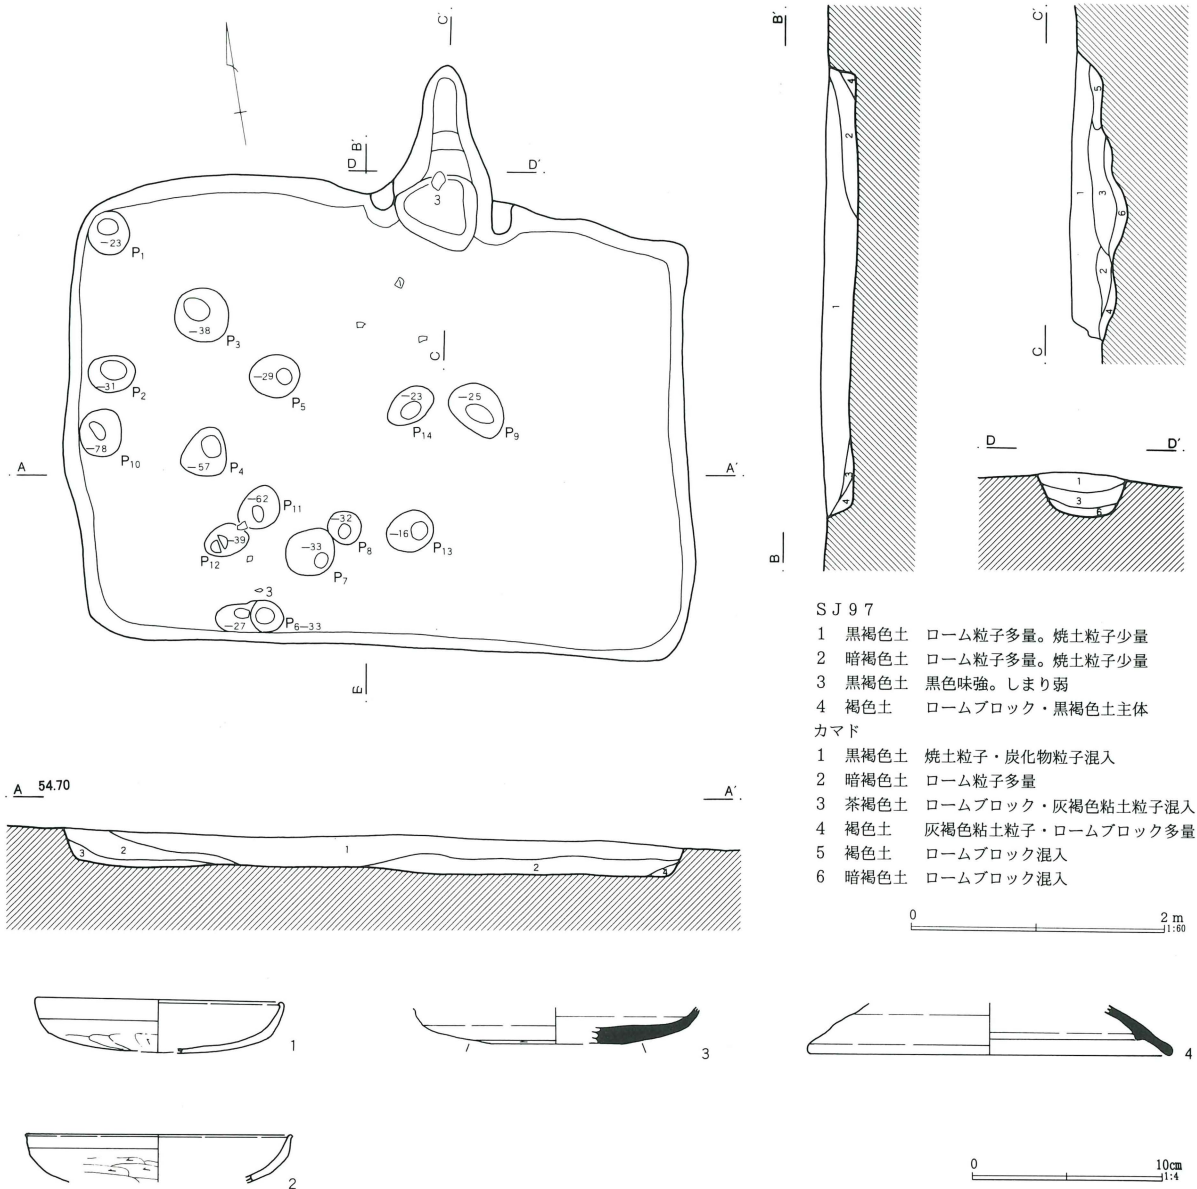 C′
B′
D
D′
3
−23
P1
−38
P3
C
−31
P2
−29
P5
−23
P14
−25
P9
−78
P10
−57
P4
A
A′
−62
P11
−39
P12
−32
P8
−33
P7
−16
P13
3
−27
P6−33
B′
4
2
1
3
4
B
C′
5
1
3
6
2
4
C
D
D′
1
3
6
SJ97
1 黒褐色土 ローム粒子多量。焼土粒子少量
2 暗褐色土 ローム粒子多量。焼土粒子少量
3 黒褐色土 黒色味強。しまり弱
4 褐色土 ロームブロック・黒褐色土主体
カマド
1 黒褐色土 焼土粒子・炭化物粒子混入
2 暗褐色土 ローム粒子多量
3 茶褐色土 ロームブロック・灰褐色粘土粒子混入
4 褐色土 灰褐色粘土粒子・ロームブロック多量
5 褐色土 ロームブロック混入
6 暗褐色土 ロームブロック混入
0 2m
1:60
A 54.70
A′
3
2
1
2
4
1
3
4
2
0 10cm
1:4